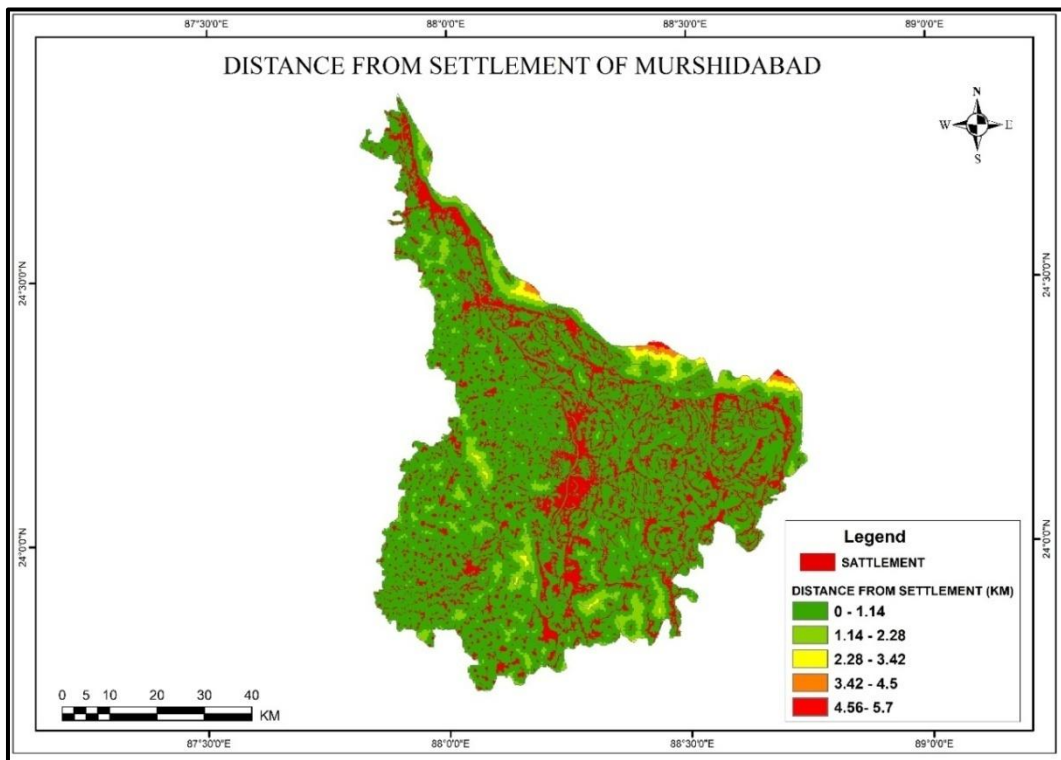 87°30'0"E 88°0'0"E 88°30'0"E 89°0'0"E
DISTANCE FROM SETTLEMENT OF MURSHIDABAD
N
W E
S
24°30'0"N 24°30'0"N
24°0'0"N 24°0'0"N
Legend
SATTLEMENT
DISTANCE FROM SETTLEMENT (KM)
0 - 1.14
1.14 - 2.28
2.28 - 3.42
3.42 - 4.5
4.56- 5.7
0 5 10 20 30 40
KM
87°30'0"E 88°0'0"E 88°30'0"E 89°0'0"E